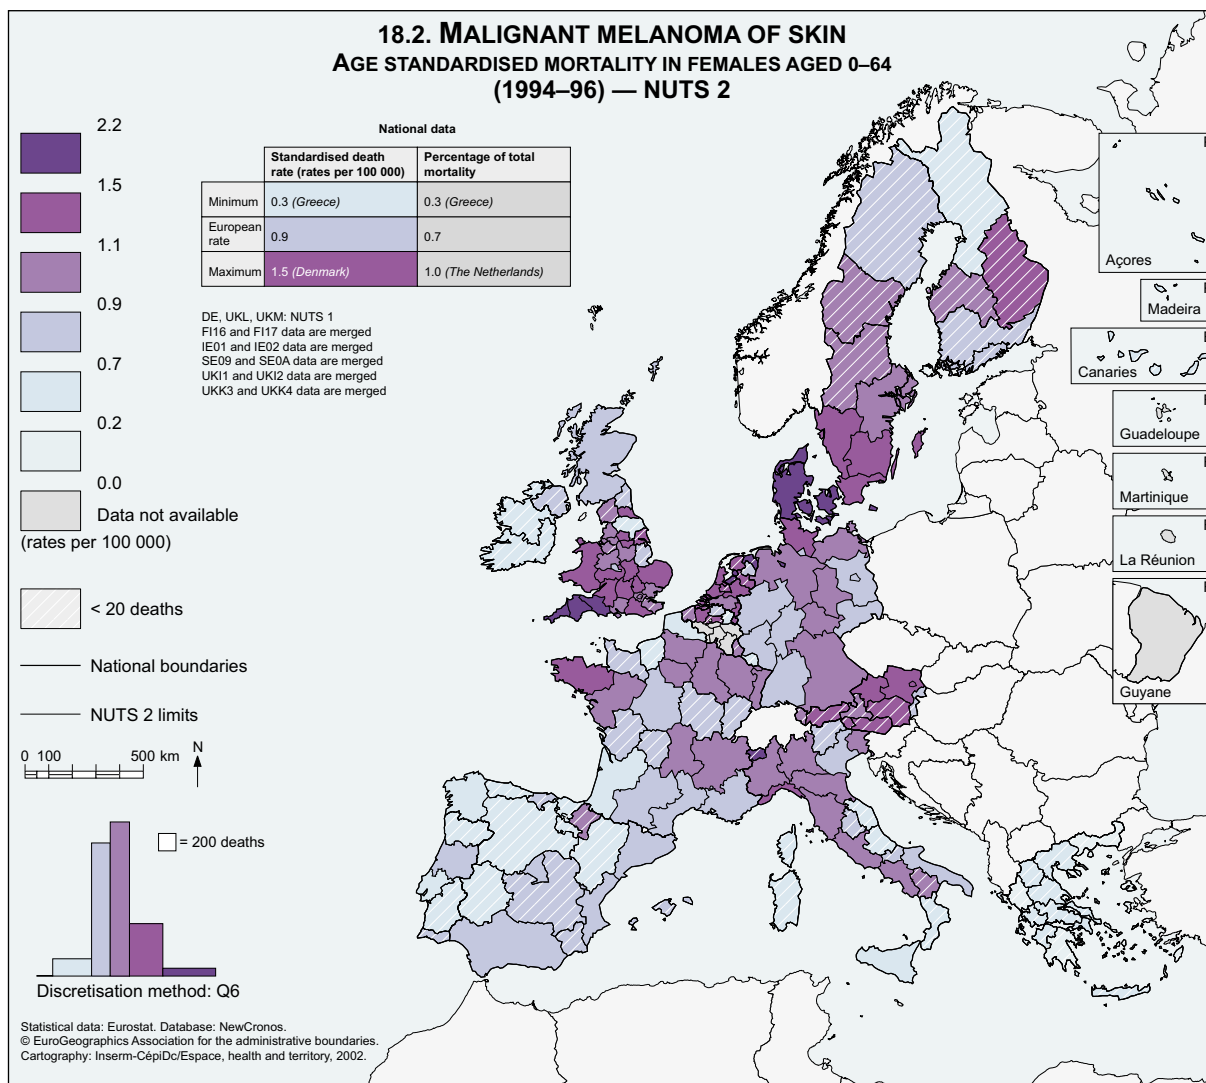 18.2. MALIGNANT MELANOMA OF SKIN
AGE STANDARDISED MORTALITY IN FEMALES AGED 0–64
(1994–96) — NUTS 2
2.2
1.5
1.1
0.9
0.7
0.2
0.0
Data not available
(rates per 100 000)
< 20 deaths
National boundaries
NUTS 2 limits
0 100 500 km N
National data
Standardised death Percentage of total
rate (rates per 100 000) mortality
Minimum 0.3 (Greece) 0.3 (Greece)
European
rate 0.9 0.7
Maximum 1.5 (Denmark) 1.0 (The Netherlands)
DE, UKL, UKM: NUTS 1
FI16 and FI17 data are merged
IE01 and IE02 data are merged
SE09 and SE0A data are merged
UKI1 and UKI2 data are merged
UKK3 and UKK4 data are merged
Açores
Madeira
Canaries
Guadeloupe
Martinique
La Réunion
Guyane
= 200 deaths
Discretisation method: Q6
Statistical data: Eurostat. Database: NewCronos.
© EuroGeographics Association for the administrative boundaries.
Cartography: Inserm-CépiDc/Espace, health and territory, 2002.